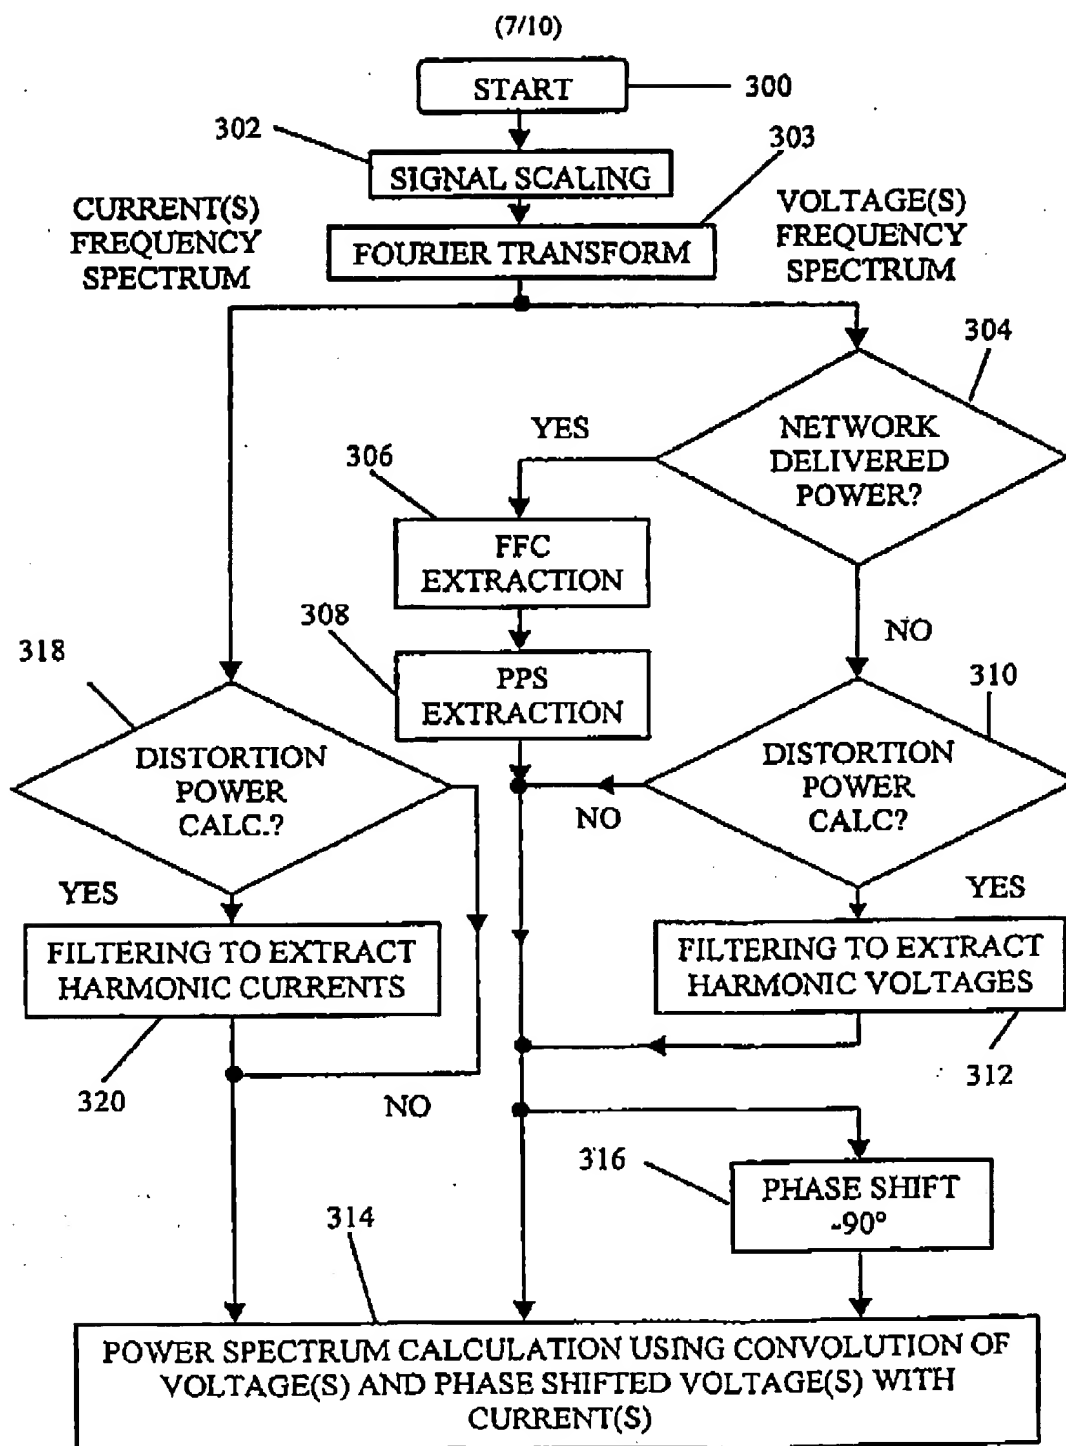 (7/10)
START
300
302
SIGNAL SCALING
303
CURRENT(S)
FREQUENCY
SPECTRUM
VOLTAGE(S)
FREQUENCY
SPECTRUM
FOURIER TRANSFORM
304
NETWORK
DELIVERED
POWER?
YES
306
FFC
EXTRACTION
308
PPS
EXTRACTION
NO
318
DISTORTION
POWER
CALC.?
310
DISTORTION
POWER
CALC?
NO
YES
YES
FILTERING TO EXTRACT
HARMONIC CURRENTS
FILTERING TO EXTRACT
HARMONIC VOLTAGES
320
NO
312
316
PHASE SHIFT
-90°
314
POWER SPECTRUM CALCULATION USING CONVOLUTION OF
VOLTAGE(S) AND PHASE SHIFTED VOLTAGE(S) WITH
CURRENT(S)